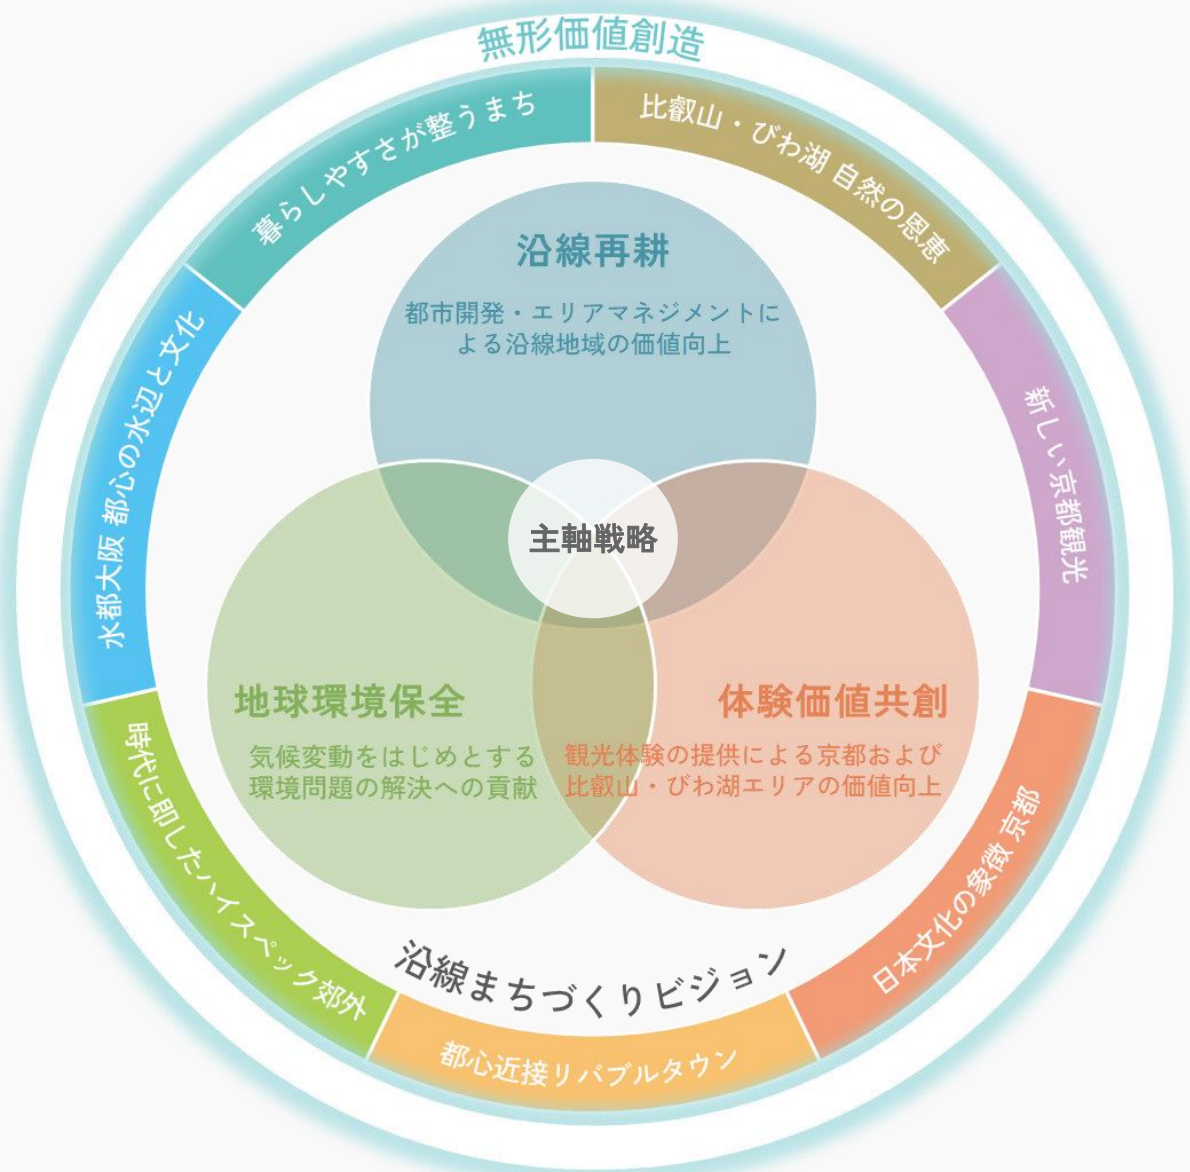 無形価値創造
暮らしやすさが整うまち
比叡山・びわ湖 自然の恩恵
新しい京都観光
日本文化の象徴 京都
都心近接リバブルタウン
時代に即したハイスペック郊外
水都大阪 都心の水辺と文化
沿線再耕
都市開発・エリアマネジメントに
よる沿線地域の価値向上
主軸戦略
地球環境保全
気候変動をはじめとする
環境問題の解決への貢献
体験価値共創
観光体験の提供による京都および
比叡山・びわ湖エリアの価値向上
沿線まちづくりビジョン